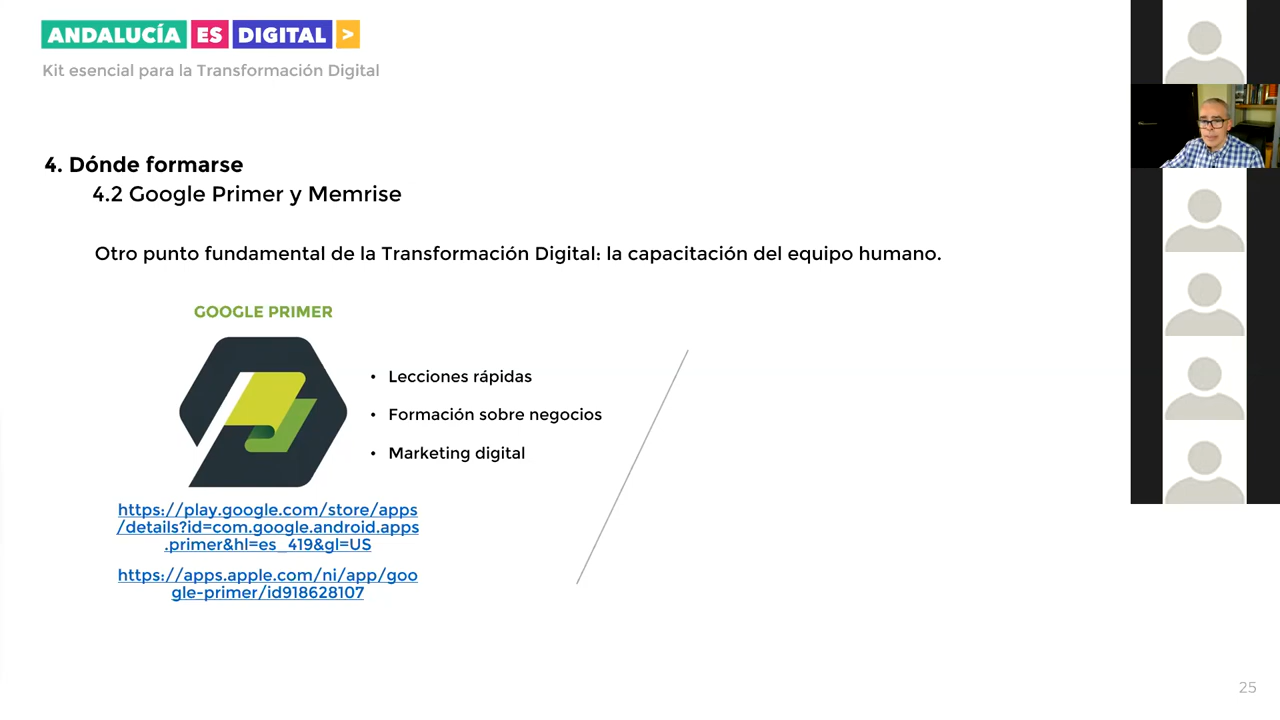 ANDALUCÍA ES DIGITAL >
Kit esencial para la Transformación Digital
4. Dónde formarse
4.2 Google Primer y Memrise
Otro punto fundamental de la Transformación Digital: la capacitación del equipo humano.
GOOGLE PRIMER
• Lecciones rápidas
• Formación sobre negocios
• Marketing digital
https://play.google.com/store/apps
/details?id=com.google.android.apps
.primer&hl=es_419&gl=US
https://apps.apple.com/ni/app/goo
gle-primer/id918628107
25